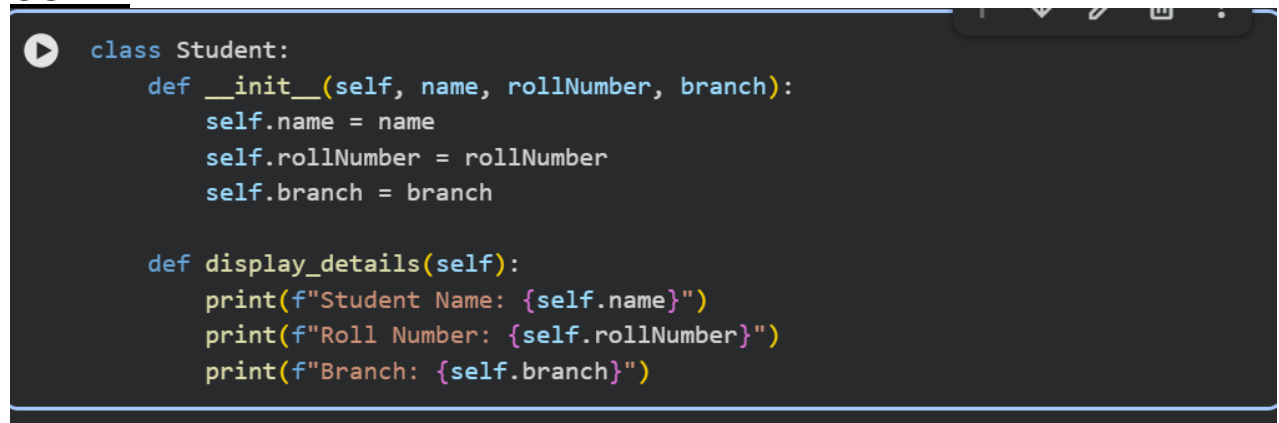 class Student:
    def __init__(self, name, rollNumber, branch):
        self.name = name
        self.rollNumber = rollNumber
        self.branch = branch
    def display_details(self):
        print(f"Student Name: {self.name}")
        print(f"Roll Number: {self.rollNumber}")
        print(f"Branch: {self.branch}")